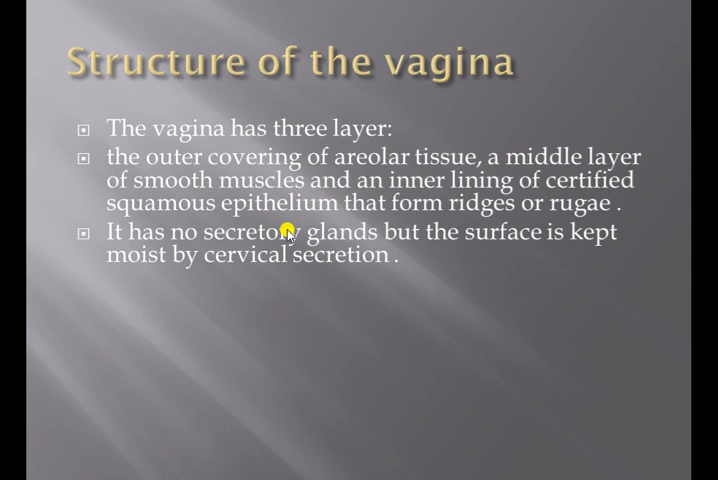 Structure of the vagina
The vagina has three layer:
the outer covering of areolar tissue, a middle layer
of smooth muscles and an inner lining of certified
squamous epithelium that form ridges or rugae .
It has no secretory glands but the surface is kept
moist by cervical secretion .